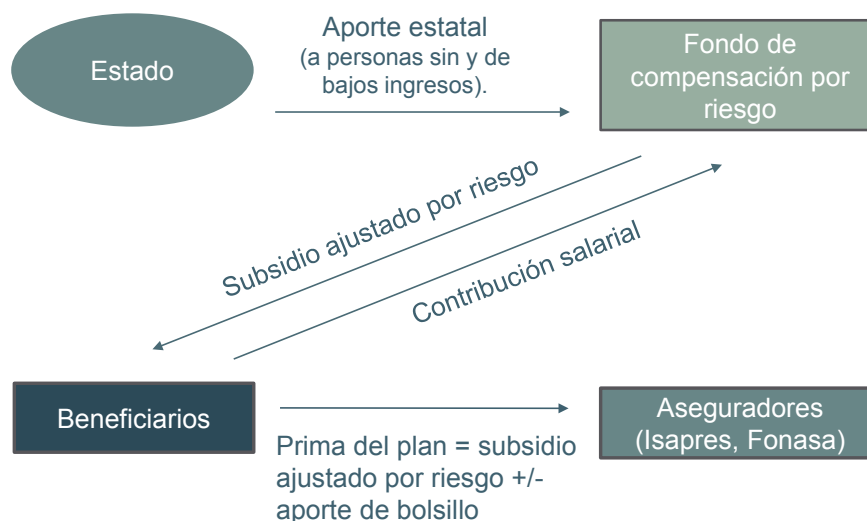 Estado
Aporte estatal
(a personas sin y de
bajos ingresos).
Fondo de
compensación por
riesgo
Subsidio ajustado por riesgo
Contribución salarial
Beneficiarios
Prima del plan = subsidio
ajustado por riesgo +/-
aporte de bolsillo
Aseguradores
(Isapres, Fonasa)